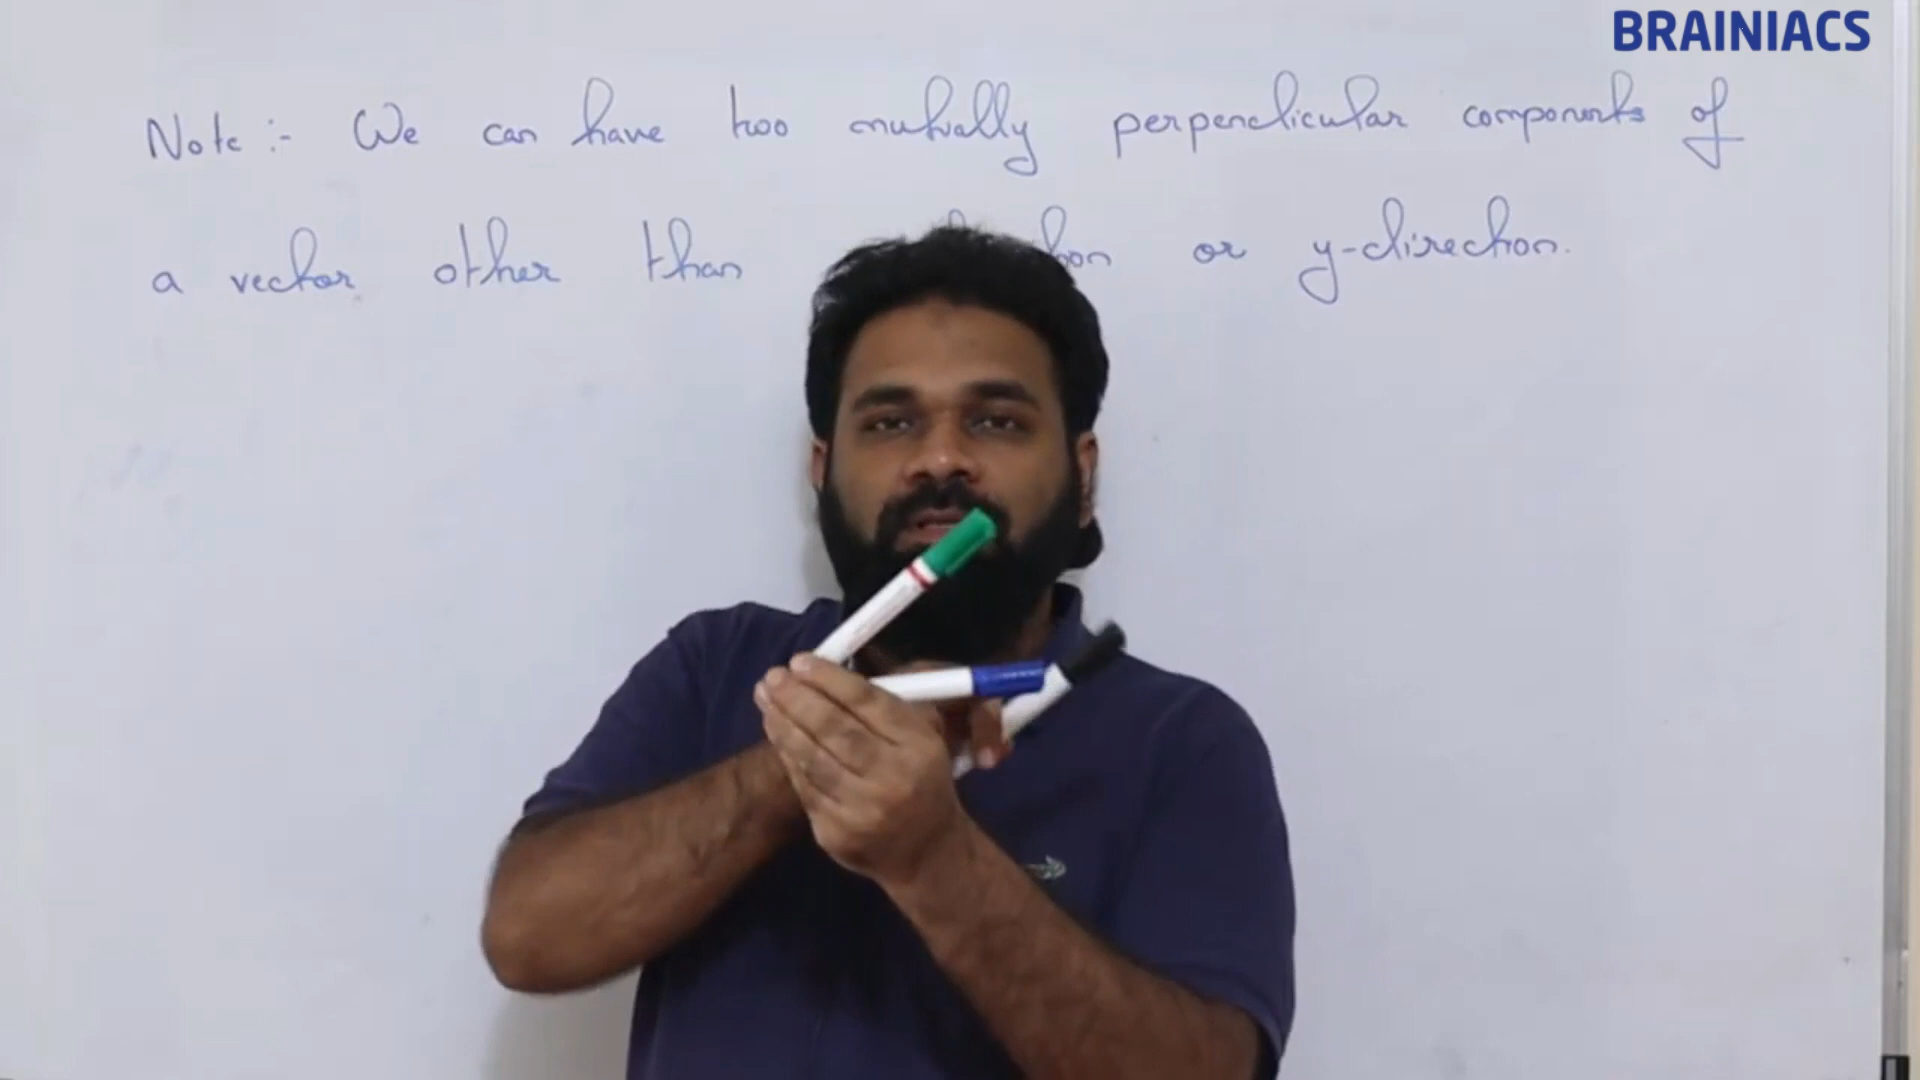 BRAINIACS
Note :- We can have two mutually perpendicular components of
a vector other than or y-direction.